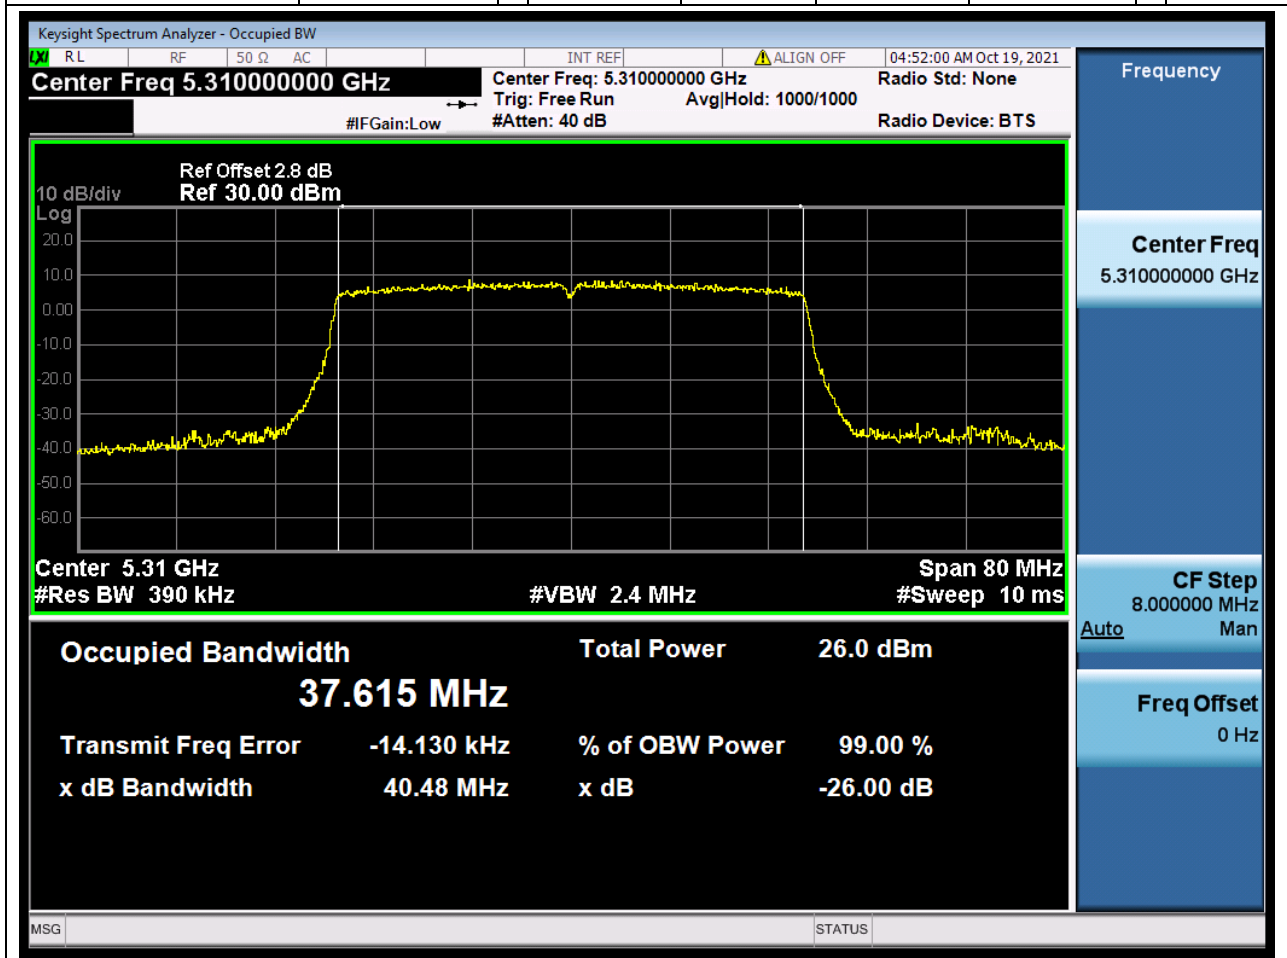 Keysight Spectrum Analyzer - Occupied BW
LXI RL RF 50 Ω AC INT REF ALIGN OFF 04:52:00 AM Oct 19, 2021
Center Freq 5.310000000 GHz
Center Freq: 5.310000000 GHz Radio Std: None
Trig: Free Run Avg|Hold: 1000/1000
#IFGain:Low #Atten: 40 dB Radio Device: BTS
Ref Offset 2.8 dB
10 dB/div Ref 30.00 dBm
Log
20.0
10.0
0.00
-10.0
-20.0
-30.0
-40.0
-50.0
-60.0
Center 5.31 GHz Span 80 MHz
#Res BW 390 kHz #VBW 2.4 MHz #Sweep 10 ms
Occupied Bandwidth Total Power 26.0 dBm
37.615 MHz
Transmit Freq Error -14.130 kHz % of OBW Power 99.00 %
x dB Bandwidth 40.48 MHz x dB -26.00 dB
MSG STATUS
Frequency
Center Freq
5.310000000 GHz
CF Step
8.000000 MHz
Auto Man
Freq Offset
0 Hz